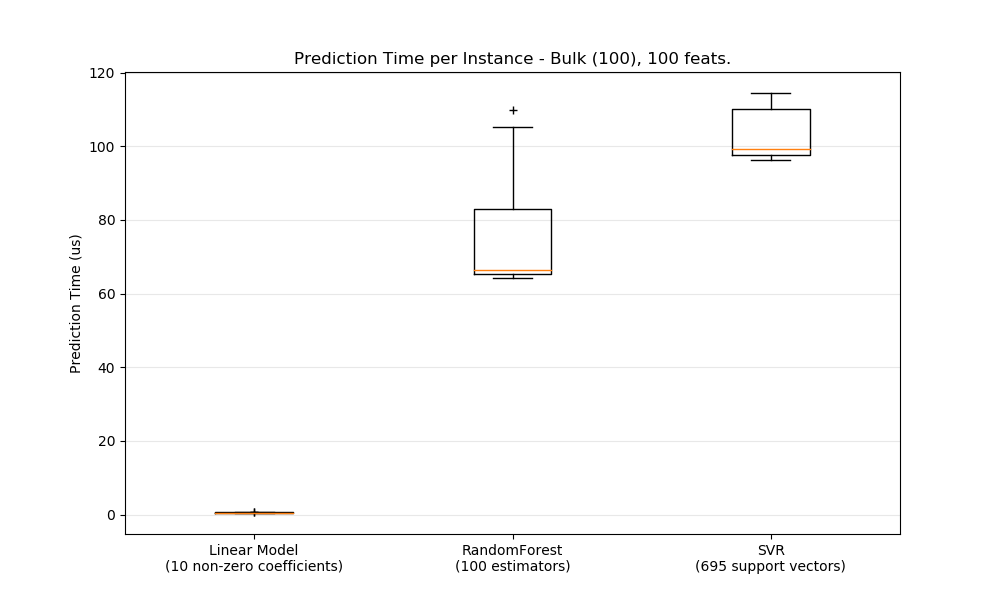 Prediction Time per Instance - Bulk (100), 100 feats.
Prediction Time (us)
120
100
80
60
40
20
0
Linear Model
(10 non-zero coefficients)
RandomForest
(100 estimators)
SVR
(695 support vectors)